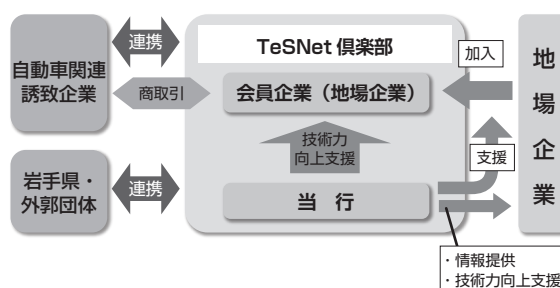 自動車関連
誘致企業
連携
商取引
岩手県・
外郭団体
連携
TeSNet 倶楽部
会員企業（地場企業）
技術力
向上支援
当 行
加入
支援
地
場
企
業
・情報提供
・技術力向上支援